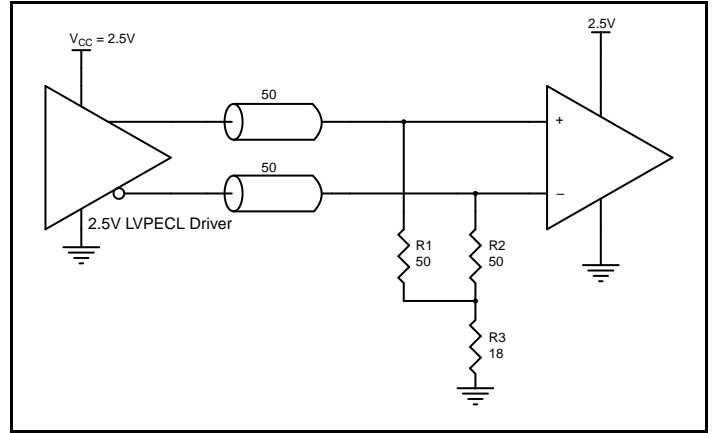 V_CC = 2.5V
2.5V
50
+
50
−
2.5V LVPECL Driver
R1
50
R2
50
R3
18